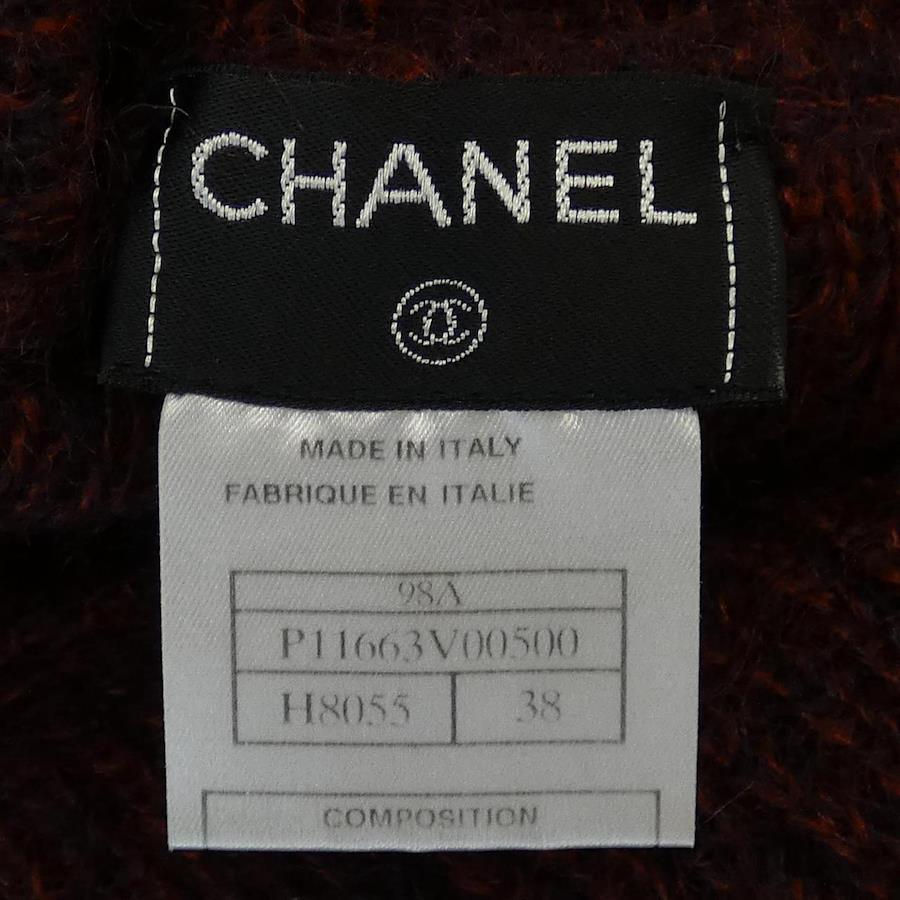 CHANEL
MADE IN ITALY
FABRIQUE EN ITALIE
98A
P11663V00500
H8055 38
COMPOSITION